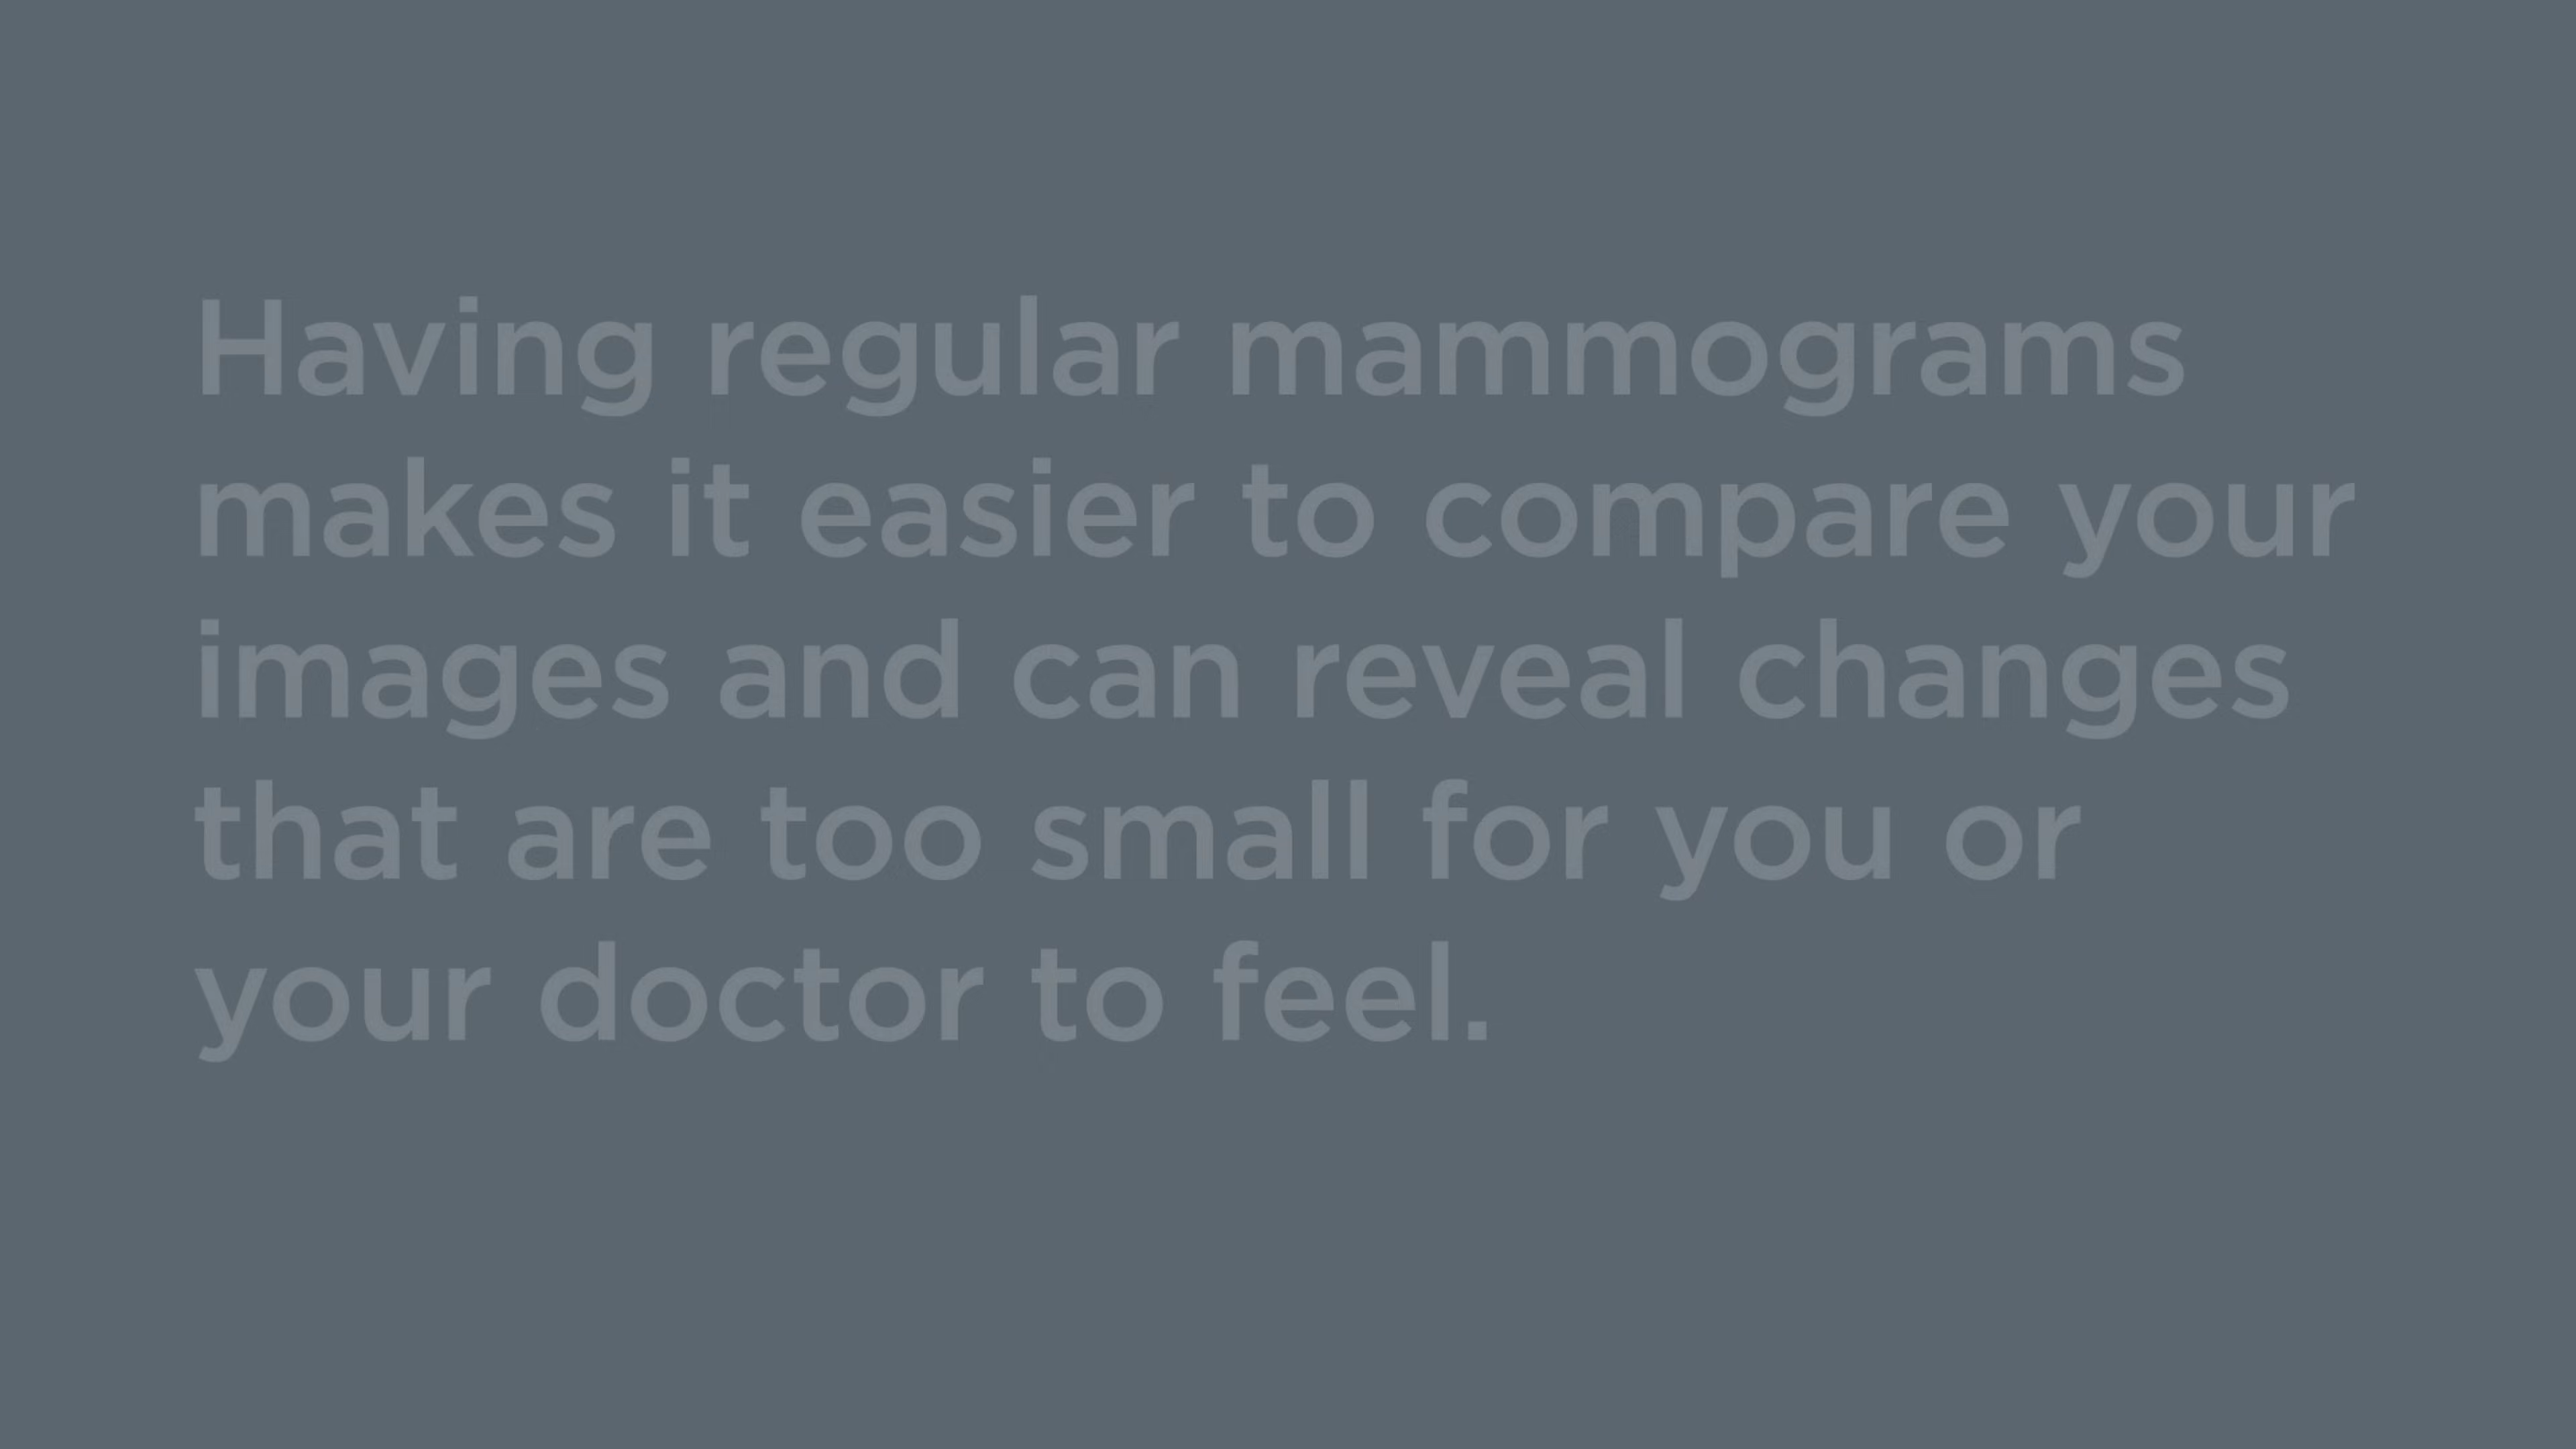 Having regular mammograms
makes it easier to compare your
images and can reveal changes
that are too small for you or
your doctor to feel.